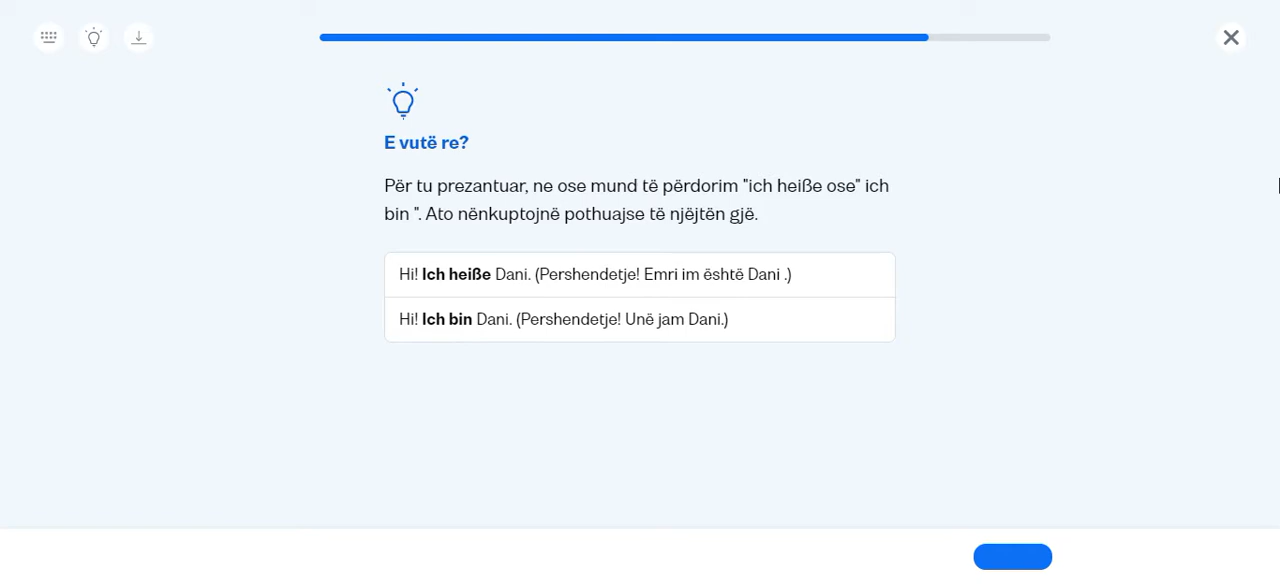 E vutë re?
Për tu prezantuar, ne ose mund të përdorim "ich heiße ose" ich
bin ". Ato nënkuptojnë pothuajse të njëjtën gjë.
Hi! Ich heiße Dani. (Pershendetje! Emri im është Dani .)
Hi! Ich bin Dani. (Pershendetje! Unë jam Dani.)